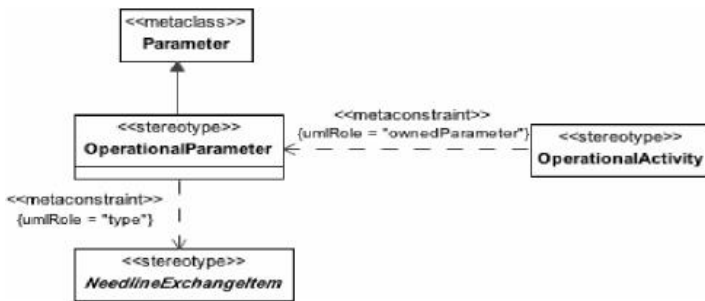 <<metaclass>>
Parameter
<<stereotype>>
OperationalParameter
<<metaconstraint>>
{umlRole = "ownedParameter"}
<<stereotype>>
OperationalActivity
<<metaconstraint>>
{umlRole = "type"}
<<stereotype>>
NeedlineExchangeItem